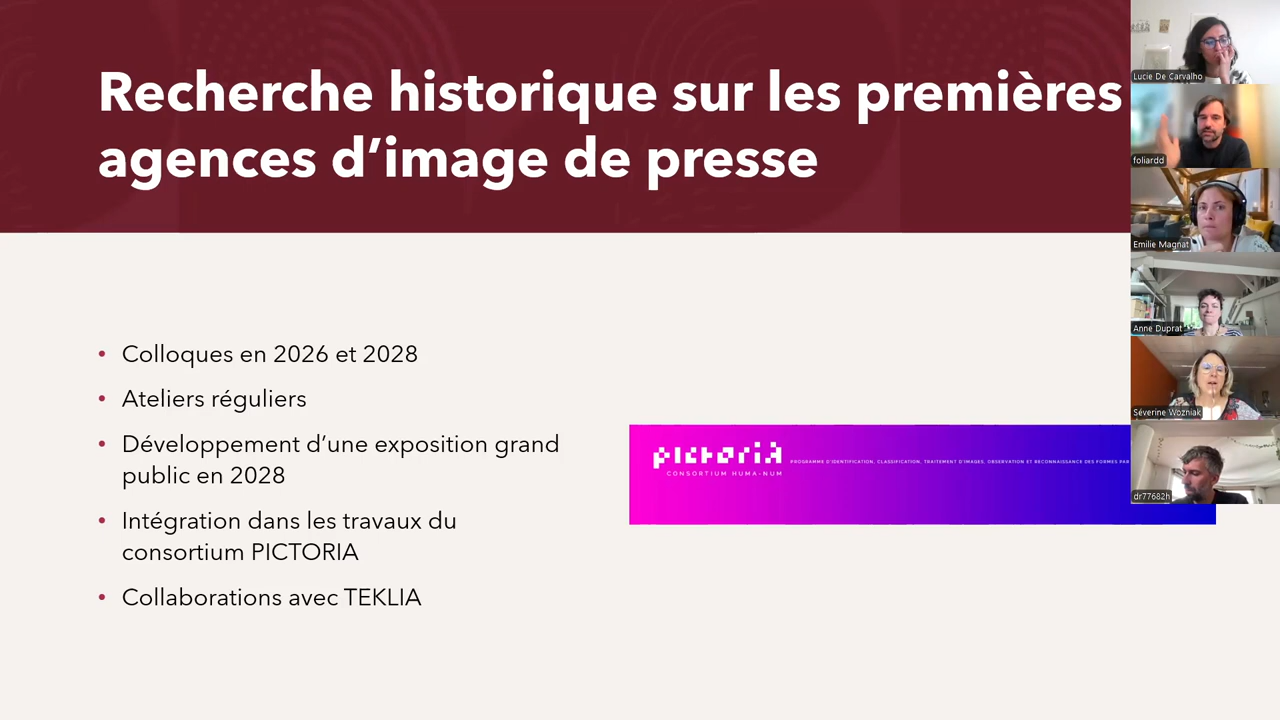 Recherche historique sur les premières
agences d’image de presse
• Colloques en 2026 et 2028
• Ateliers réguliers
• Développement d’une exposition grand
public en 2028
• Intégration dans les travaux du
consortium PICTORIA
• Collaborations avec TEKLIA
pictoria
CONSORTIUM HUMA-NUM
PROGRAMME D'IDENTIFICATION, CLASSIFICATION, TRAITEMENT D'IMAGES, OBSERVATION ET RECONNAISSANCE DES FORMES PAR
Lucie De Carvalho
foliardd
Emilie Magnat
Anne Duprat
Séverine Wozniak
dr77682h